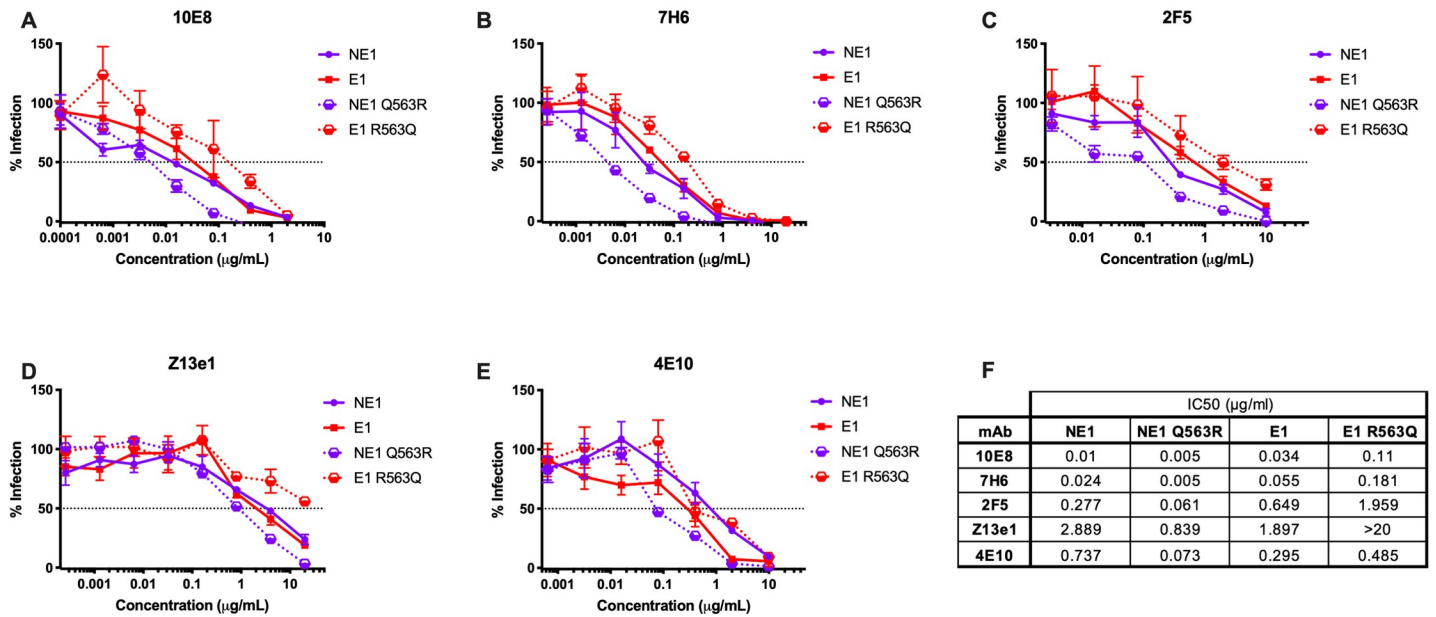 A
10E8
150
100
50
0
% Infection
0.0001 0.001 0.01 0.1 1 10
Concentration (μg/mL)
NE1
E1
NE1 Q563R
E1 R563Q
B
7H6
150
100
50
0
% Infection
0.001 0.01 0.1 1 10
Concentration (μg/mL)
NE1
E1
NE1 Q563R
E1 R563Q
C
2F5
150
100
50
0
% Infection
0.01 0.1 1 10
Concentration (μg/mL)
NE1
E1
NE1 Q563R
E1 R563Q
D
Z13e1
150
100
50
0
% Infection
0.001 0.01 0.1 1 10
Concentration (μg/mL)
NE1
E1
NE1 Q563R
E1 R563Q
E
4E10
150
100
50
0
% Infection
0.001 0.01 0.1 1 10
Concentration (μg/mL)
NE1
E1
NE1 Q563R
E1 R563Q
F
IC50 (μg/ml)
mAb NE1 NE1 Q563R E1 E1 R563Q
10E8 0.01 0.005 0.034 0.11
7H6 0.024 0.005 0.055 0.181
2F5 0.277 0.061 0.649 1.959
Z13e1 2.889 0.839 1.897 >20
4E10 0.737 0.073 0.295 0.485